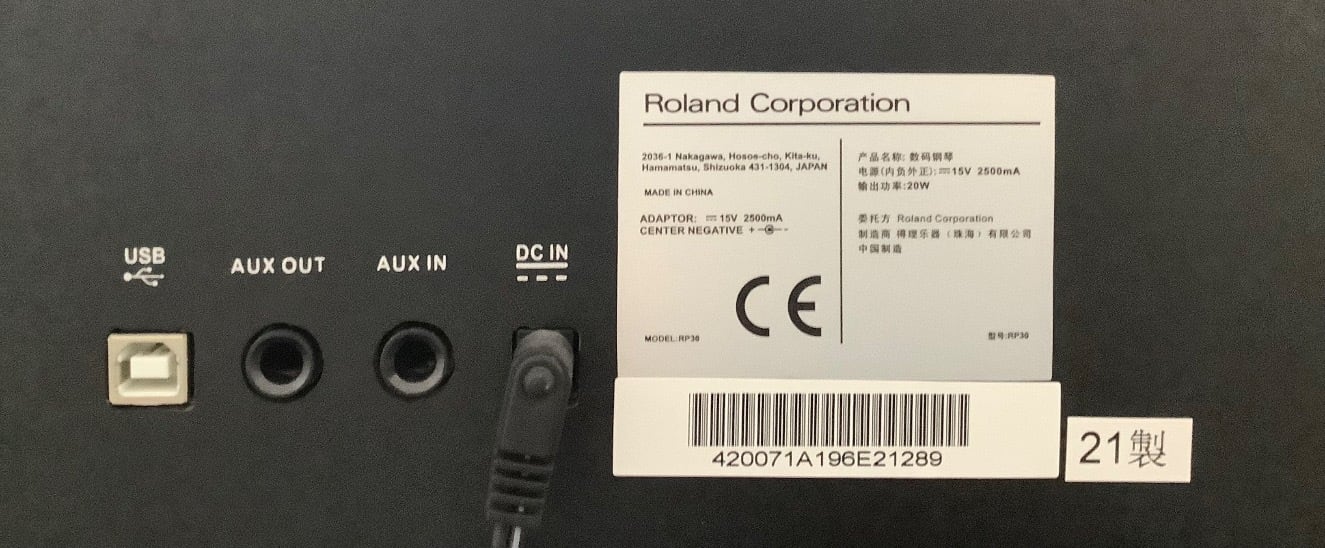 USB
AUX OUT
AUX IN
DC IN
Roland Corporation
2036-1 Nakagawa, Hosoe-cho, Kita-ku,
Hamamatsu, Shizuoka 431-1304, JAPAN
MADE IN CHINA
ADAPTOR: ⎓ 15V 2500mA
CENTER NEGATIVE + -
MODEL:RP30
产品名称: 数码钢琴
电源(内负外正): ⎓ 15V 2500mA
输出功率:20W
委托方 Roland Corporation
制造商 得理乐器（珠海）有限公司
中国制造
型号:RP30
CE
420071A196E21289
21製